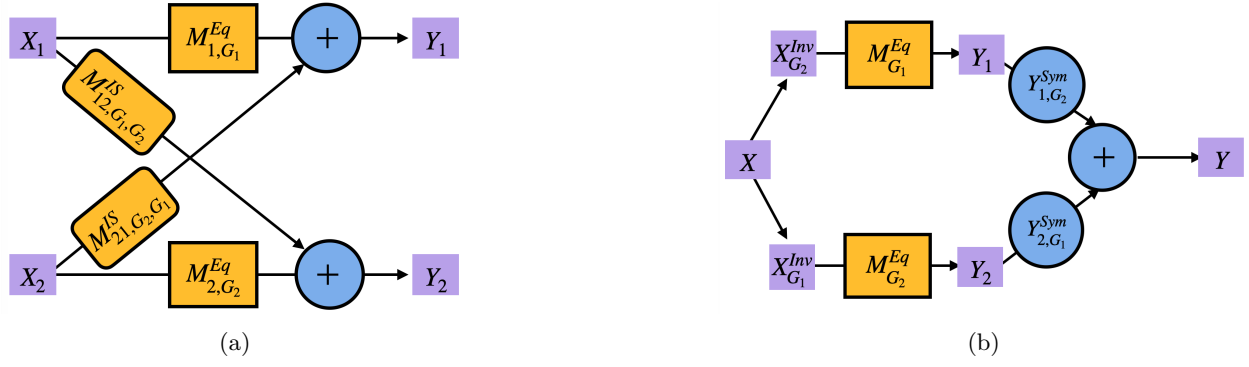 X_1
M^{Eq}_{1,G_1}
+
Y_1
M^{IS}_{12,G_1,G_2}
M^{IS}_{21,G_2,G_1}
X_2
M^{Eq}_{2,G_2}
+
Y_2
(a)
X^{Inv}_{G_2}
M^{Eq}_{G_1}
Y_1
Y^{Sym}_{1,G_2}
X
+
Y
X^{Inv}_{G_1}
M^{Eq}_{G_2}
Y_2
Y^{Sym}_{2,G_1}
(b)